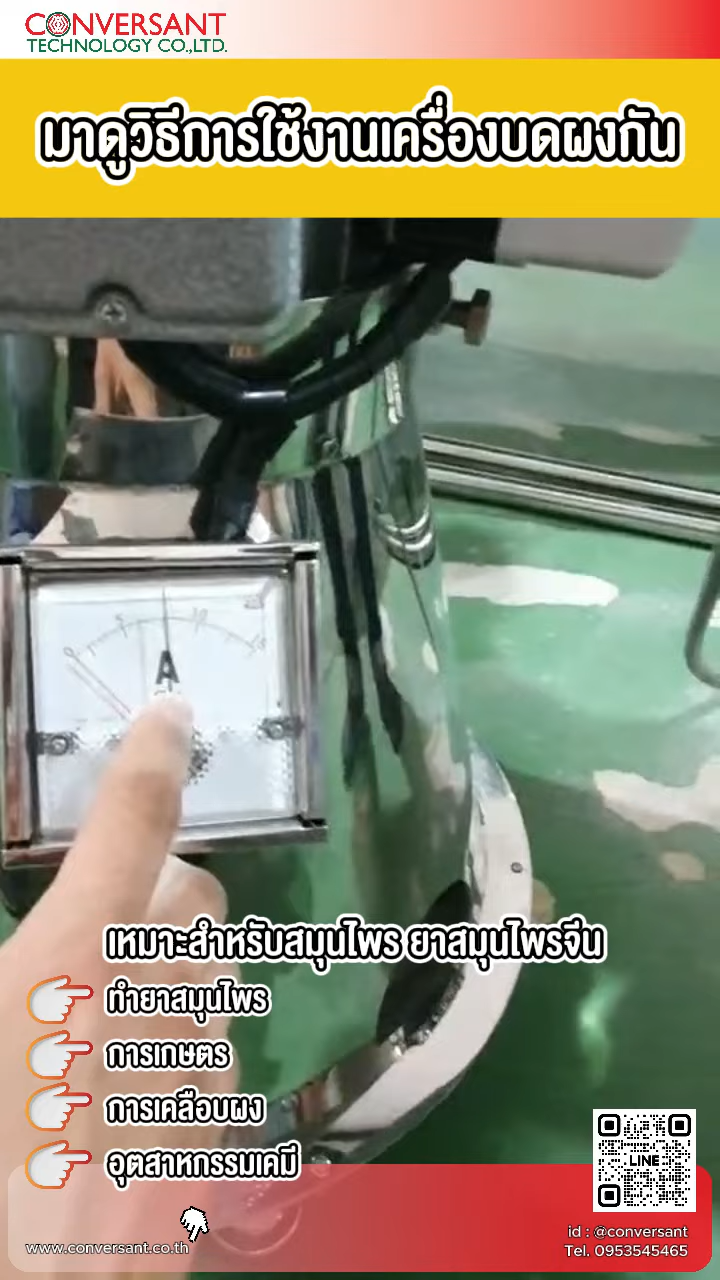 CONVERSANT
TECHNOLOGY CO.,LTD.
มาดูวิธีการใช้งานเครื่องบดผงกัน
0 5 10 15
A
เหมาะสำหรับสมุนไพร ยาสมุนไพรจีน
ทำยาสมุนไพร
การเกษตร
การเคลือบผง
อุตสาหกรรมเคมี
LINE
www.conversant.co.th
id : @conversant
Tel. 0953545465